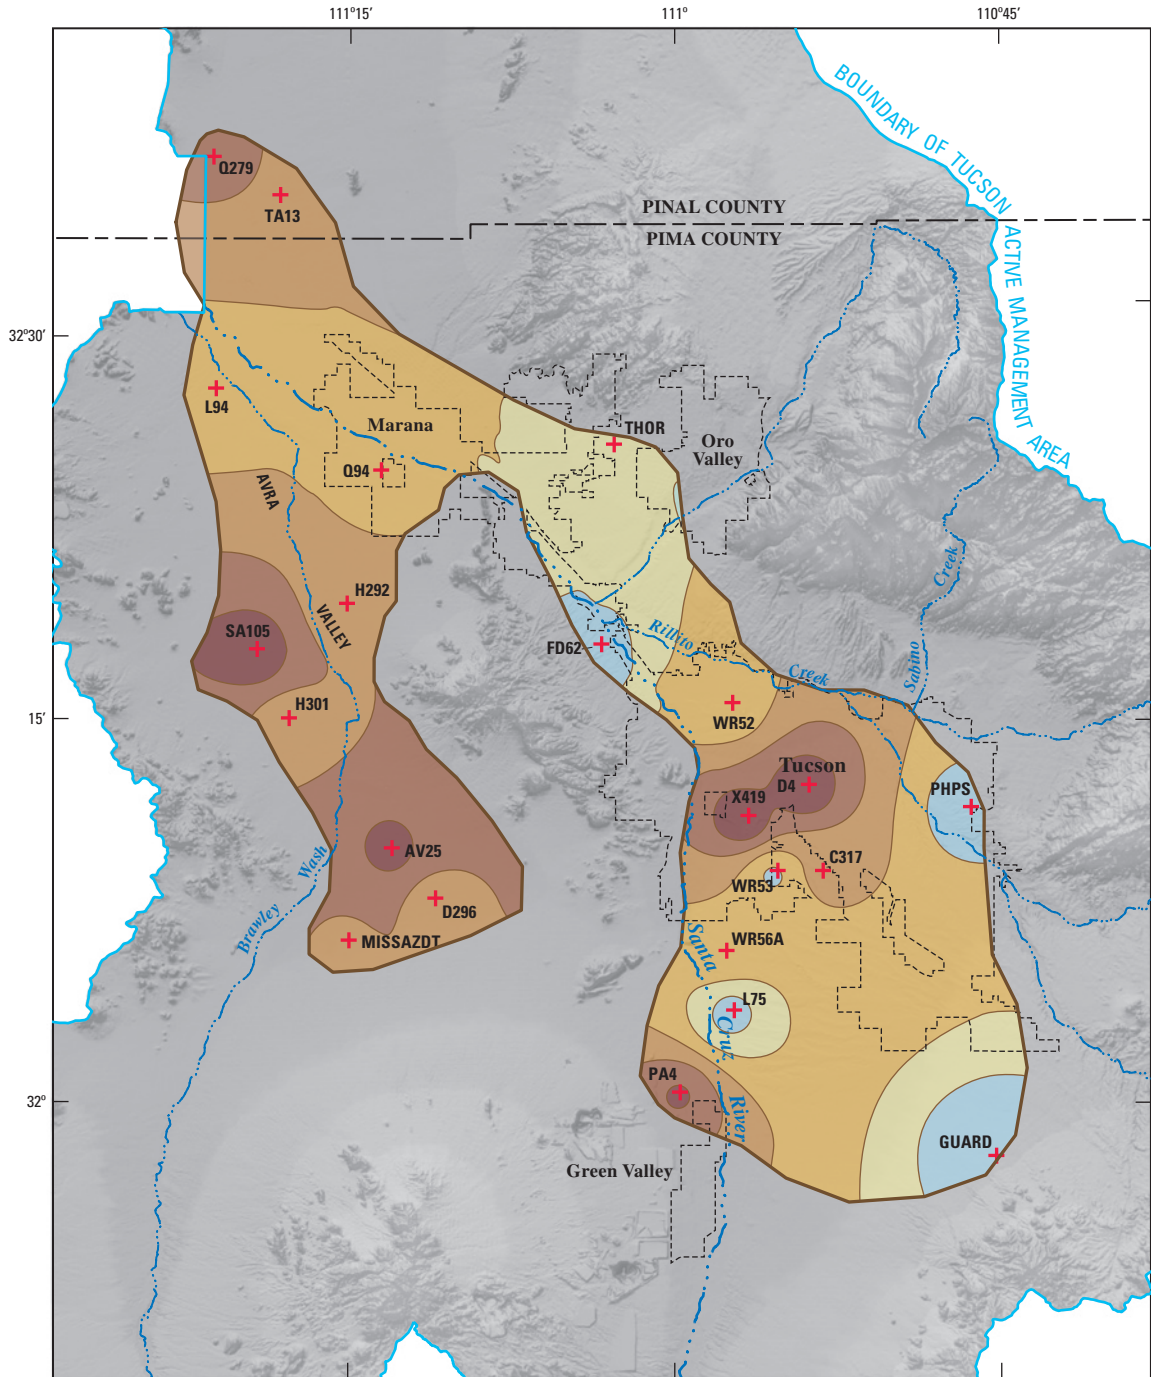 111°15'
111°
110°45'
BOUNDARY OF TUCSON
ACTIVE MANAGEMENT AREA
Q279
TA13
PINAL COUNTY
PIMA COUNTY
32°30'
L94
Marana
THOR
Oro
Valley
Q94
AVRA
VALLEY
H292
Creek
SA105
Rillito
Creek
FD62
Sabino
H301
WR52
15'
Tucson
D4
X419
PHPS
AV25
Wash
C317
WR53
D296
Brawley
MISSAZDT
WR56A
Santa
L75
Cruz
PA4
32°
River
GUARD
Green Valley